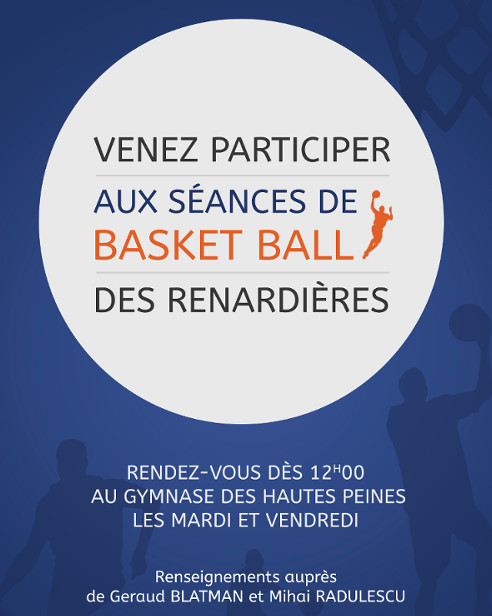 VENEZ PARTICIPER
AUX SÉANCES DE
BASKET BALL
DES RENARDIÈRES
RENDEZ-VOUS DÈS 12H00
AU GYMNASE DES HAUTES PEINES
LES MARDI ET VENDREDI
Renseignements auprès
de Geraud BLATMAN et Mihai RADULESCU